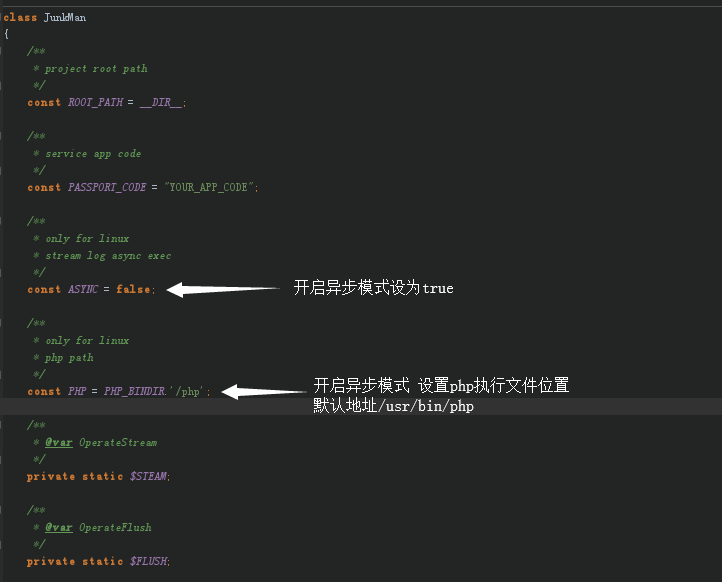 class JunkMan
{
/**
* project root path
*/
const ROOT_PATH = __DIR__;
/**
* service app code
*/
const PASSPORT_CODE = "YOUR_APP_CODE";
/**
* only for linux
* stream log async exec
*/
const ASYNC = false; 开启异步模式设为true
/**
* only for linux
* php path
*/
const PHP = PHP_BINDIR.'/php'; 开启异步模式 设置php执行文件位置
默认地址/usr/bin/php
/**
* @var OperateStream
*/
private static $STEAM;
/**
* @var OperateFlush
*/
private static $FLUSH;